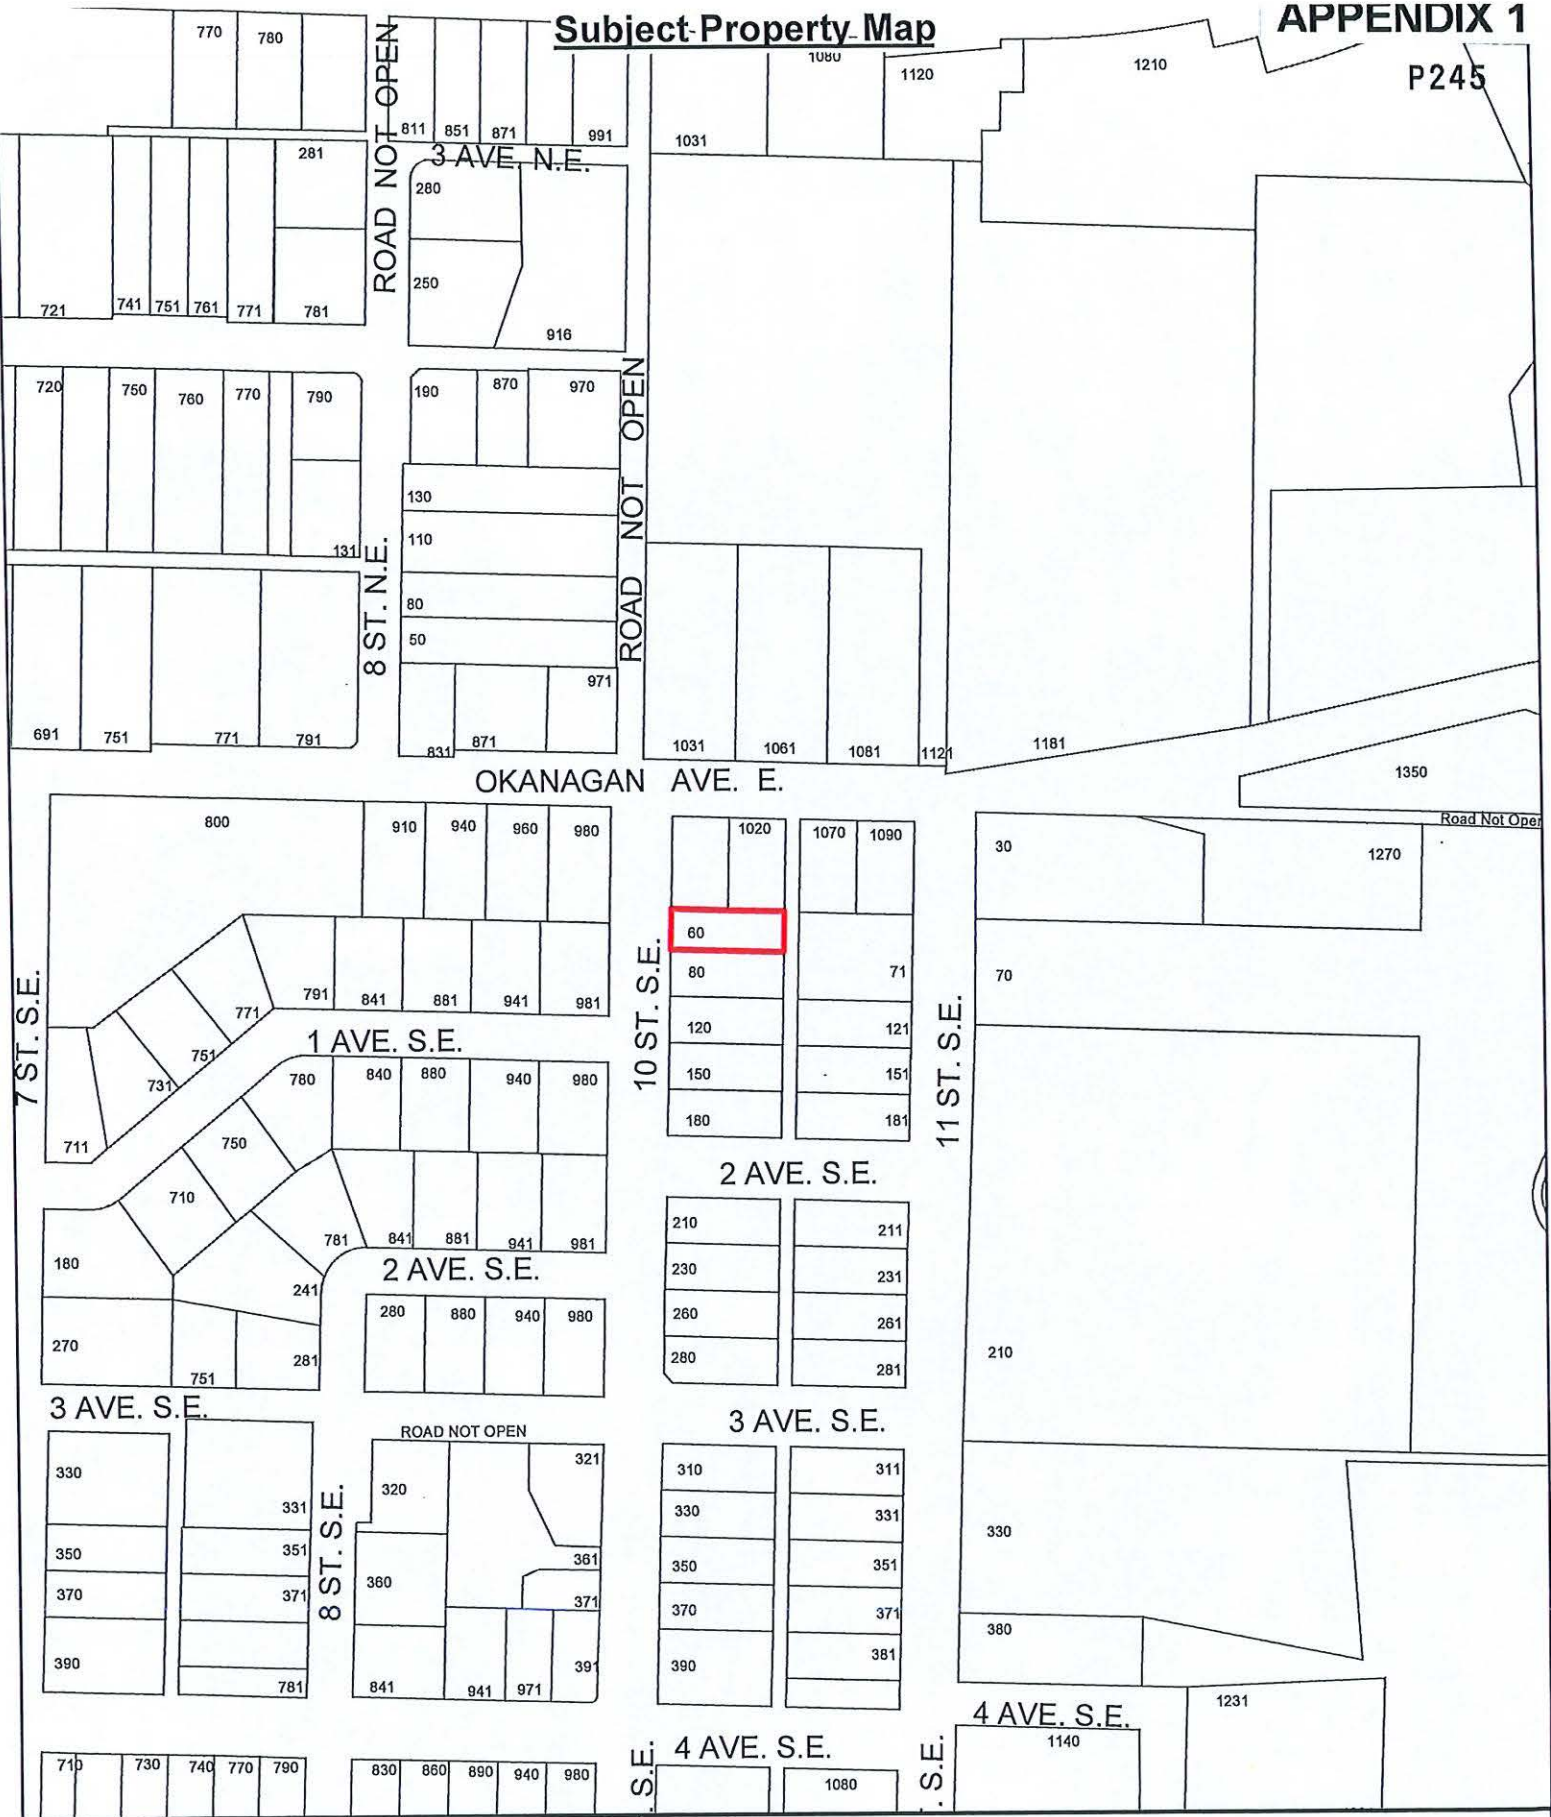 Subject Property Map
APPENDIX 1
P245
770 780
811 851 871 991
1031
1080
1120
1210
ROAD NOT OPEN
3 AVE. N.E.
281
280
250
916
721 741 751 761 771 781
720 750 760 770 790
131
190 870 970
130
110
80
50
ROAD NOT OPEN
8 ST. N.E.
691 751 771 791
831 871 971
1031 1061 1081 1121
1181
1350
OKANAGAN AVE. E.
Road Not Open
800 910 940 960 980
1020 1070 1090
30
1270
60
80
71
70
120 121
150 151
180 181
7 ST. S.E.
10 ST. S.E.
11 ST. S.E.
711 731 751 771 791 841 881 941 981
1 AVE. S.E.
780 840 880 940 980
750
710
180
241
781 841 881 941 981
2 AVE. S.E.
2 AVE. S.E.
210 211
230 231
260 261
280 281
210
270
751
281
280 880 940 980
3 AVE. S.E.
ROAD NOT OPEN
3 AVE. S.E.
330
331
350 351
370 371
390
781
8 ST. S.E.
320
321
360
361
371
391
841 941 971
310 311
330 331
350 351
370 371
381
390
330
380
1231
4 AVE. S.E.
4 AVE. S.E.
1140
710 730 740 770 790
830 860 890 940 980
. S.E.
1080
. S.E.